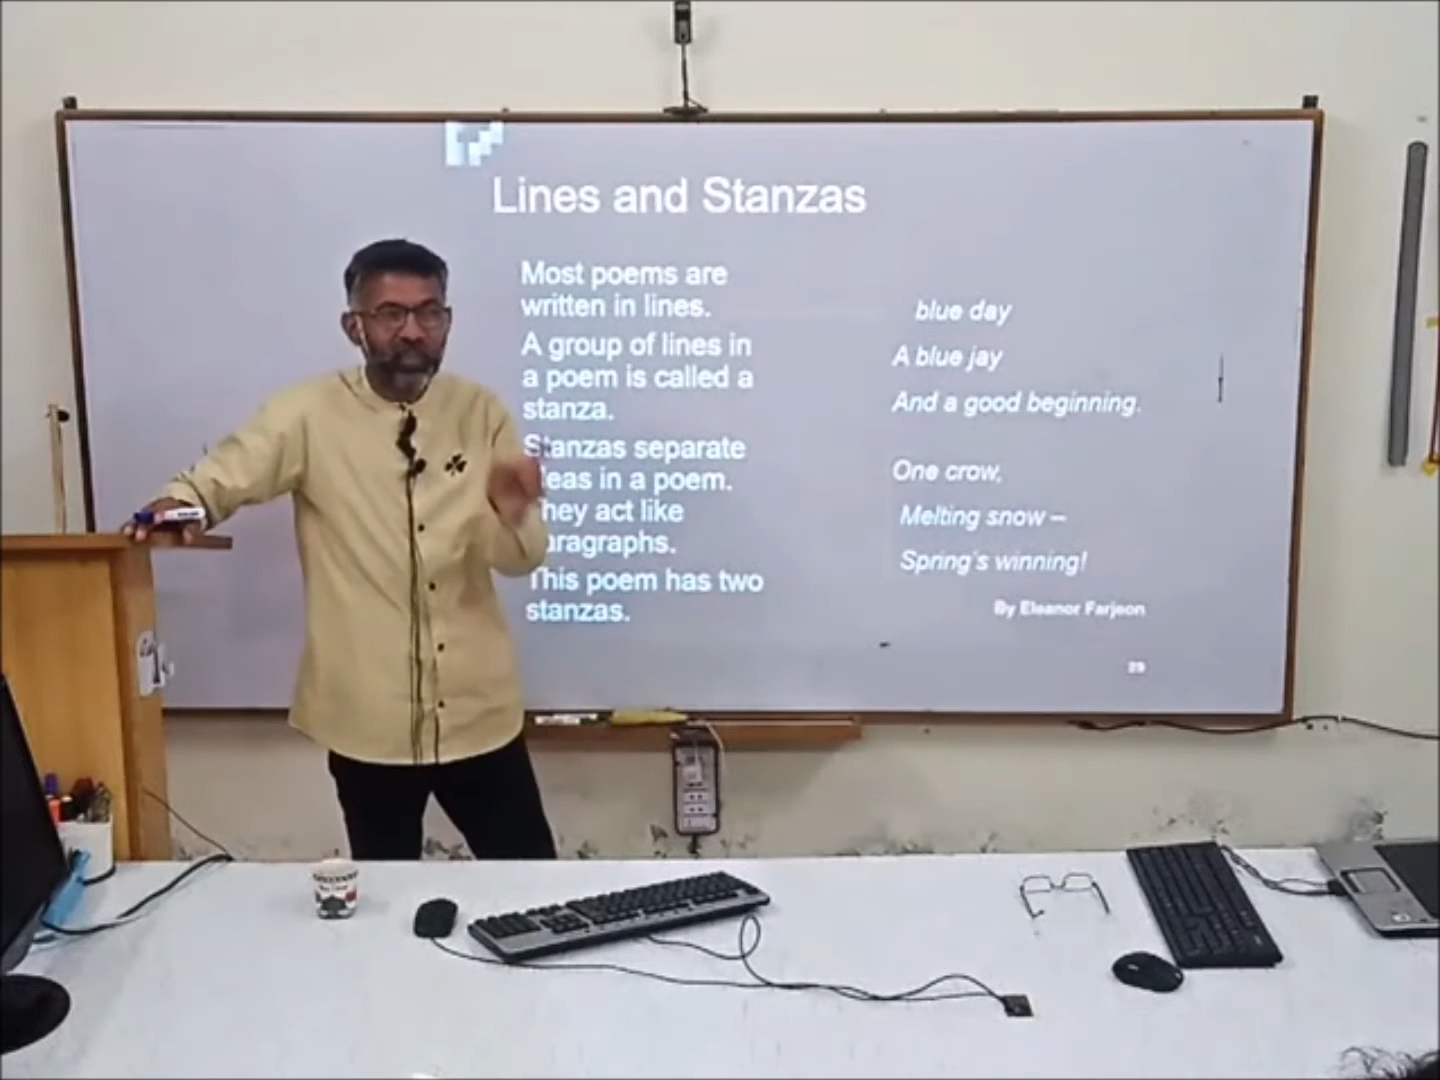 Lines and Stanzas
Most poems are
written in lines.
A group of lines in
a poem is called a
stanza.
Stanzas separate
eas in a poem.
hey act like
aragraphs.
This poem has two
stanzas.
blue day
A blue jay
And a good beginning.
One crow,
Melting snow –
Spring's winning!
By Eleanor Farjeon
29